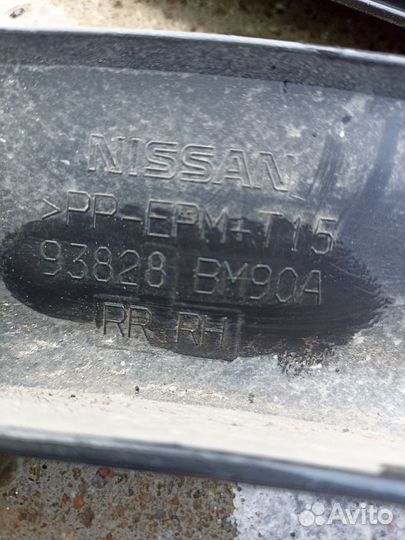 NISSAN
>PP-EPM+T15
93828 BM90A
RR RH
Avito